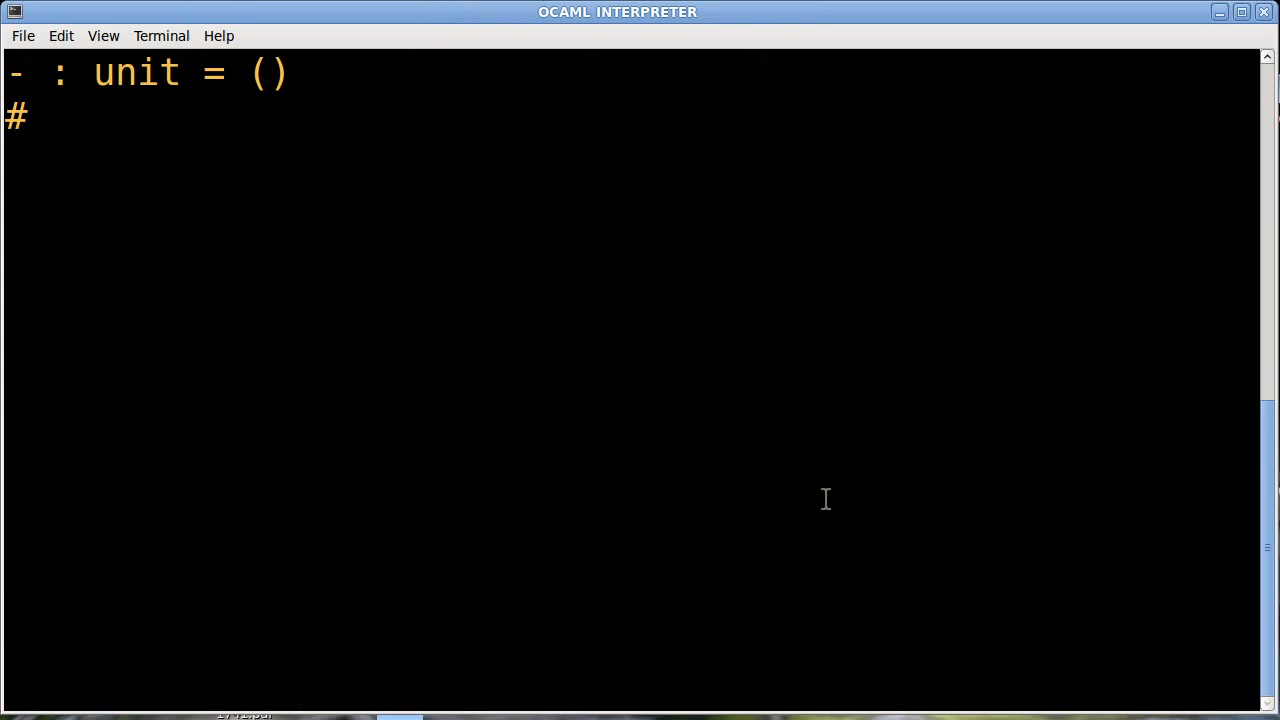 OCAML INTERPRETER
File Edit View Terminal Help
- : unit = ()
#